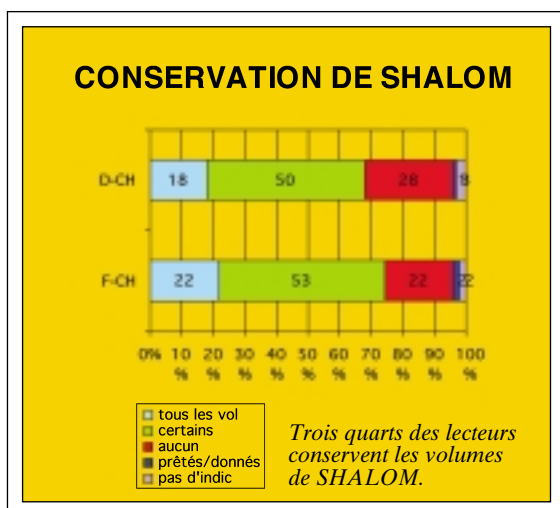 CONSERVATION DE SHALOM
D-CH 18 50 28
F-CH 22 53 22
0% 10 20 30 40 50 60 70 80 90 100
% % % % % % % % % %
tous les vol
certains
aucun
prêtés/donnés
pas d'indic
Trois quarts des lecteurs
conservent les volumes
de SHALOM.